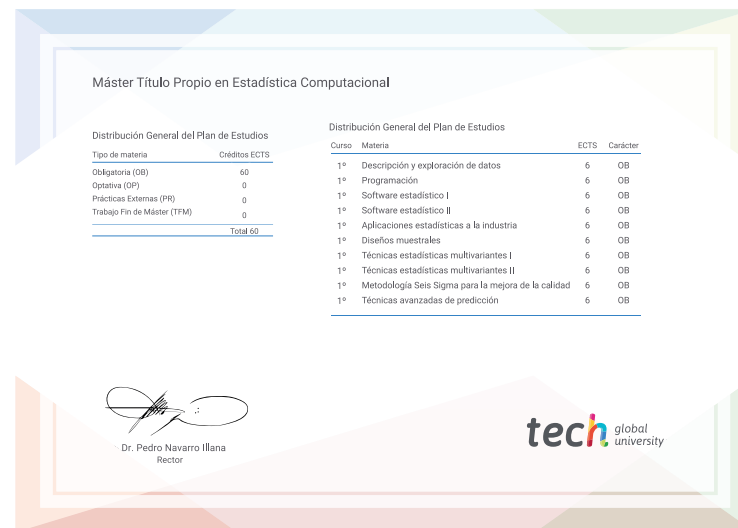 Máster Título Propio en Estadística Computacional
Distribución General del Plan de Estudios
Tipo de materia Créditos ECTS
Obligatoria (OB) 60
Optativa (OP) 0
Prácticas Externas (PR) 0
Trabajo Fin de Máster (TFM) 0
Total 60
Distribución General del Plan de Estudios
Curso Materia ECTS Carácter
1º Descripción y exploración de datos 6 OB
1º Programación 6 OB
1º Software estadístico I 6 OB
1º Software estadístico II 6 OB
1º Aplicaciones estadísticas a la industria 6 OB
1º Diseños muestrales 6 OB
1º Técnicas estadísticas multivariantes I 6 OB
1º Técnicas estadísticas multivariantes II 6 OB
1º Metodología Seis Sigma para la mejora de la calidad 6 OB
1º Técnicas avanzadas de predicción 6 OB
Dr. Pedro Navarro Illana
Rector
tech global
university